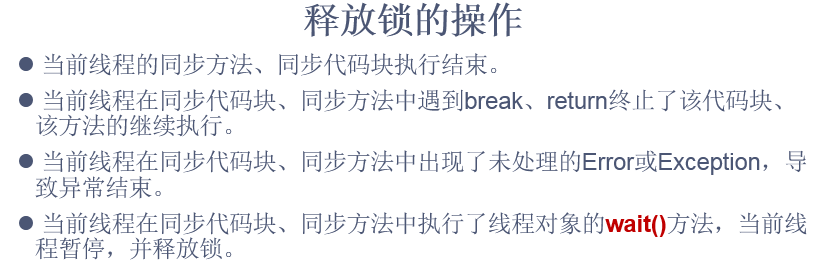 释放锁的操作
● 当前线程的同步方法、同步代码块执行结束。
● 当前线程在同步代码块、同步方法中遇到break、return终止了该代码块、
该方法的继续执行。
● 当前线程在同步代码块、同步方法中出现了未处理的Error或Exception，导
致异常结束。
● 当前线程在同步代码块、同步方法中执行了线程对象的wait()方法，当前线
程暂停，并释放锁。